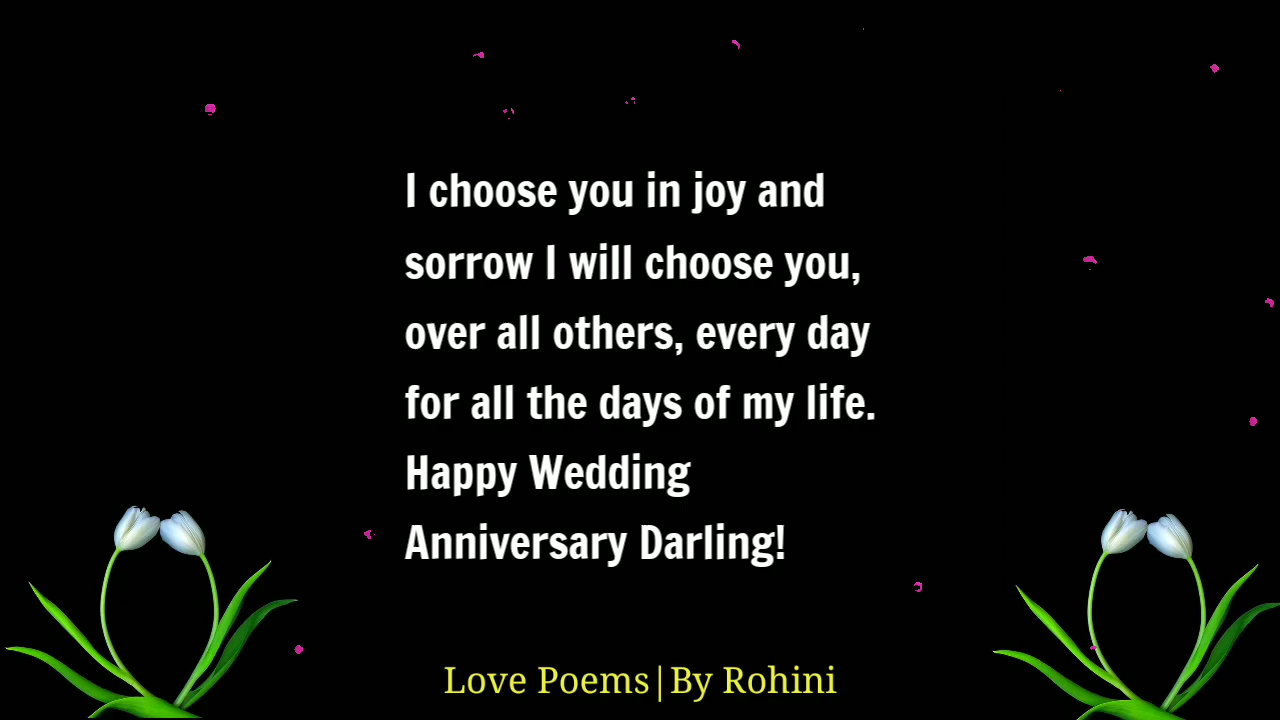 I choose you in joy and
sorrow I will choose you,
over all others, every day
for all the days of my life.
Happy Wedding
Anniversary Darling!
Love Poems|By Rohini